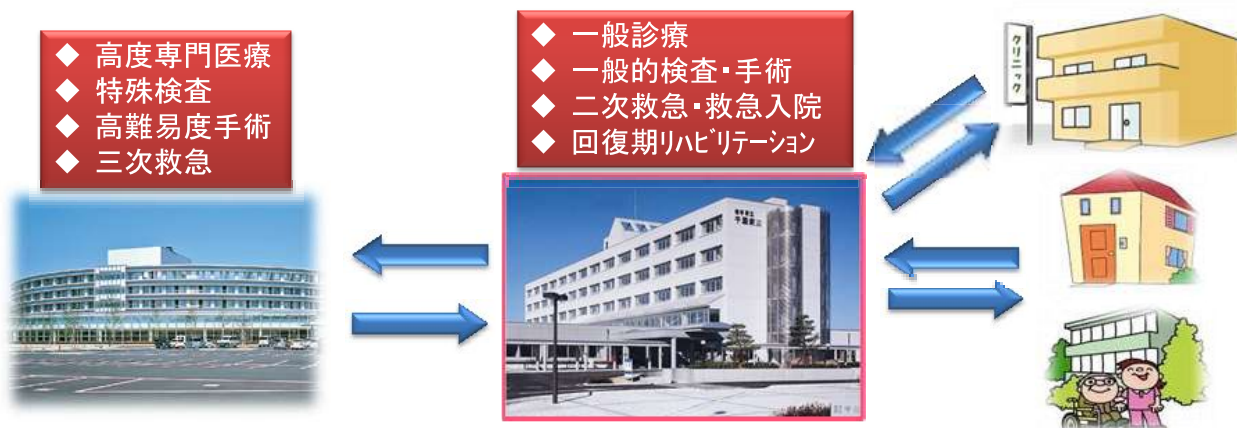 ◆ 高度専門医療
◆ 特殊検査
◆ 高難易度手術
◆ 三次救急
◆ 一般診療
◆ 一般的検査・手術
◆ 二次救急・救急入院
◆ 回復期リハビリテーション
クリニック